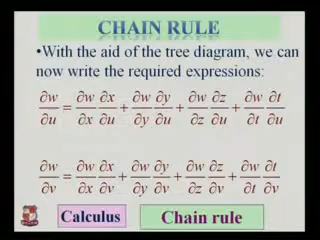 CHAIN RULE
•With the aid of the tree diagram, we can
now write the required expressions:
∂w/∂u = ∂w/∂x ∂x/∂u + ∂w/∂y ∂y/∂u + ∂w/∂z ∂z/∂u + ∂w/∂t ∂t/∂u
∂w/∂v = ∂w/∂x ∂x/∂v + ∂w/∂y ∂y/∂v + ∂w/∂z ∂z/∂v + ∂w/∂t ∂t/∂v
Calculus
Chain rule